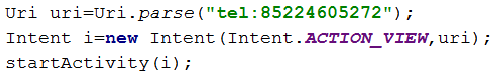 Uri uri=Uri.parse("tel:85224605272");
Intent i=new Intent(Intent.ACTION_VIEW,uri);
startActivity(i);